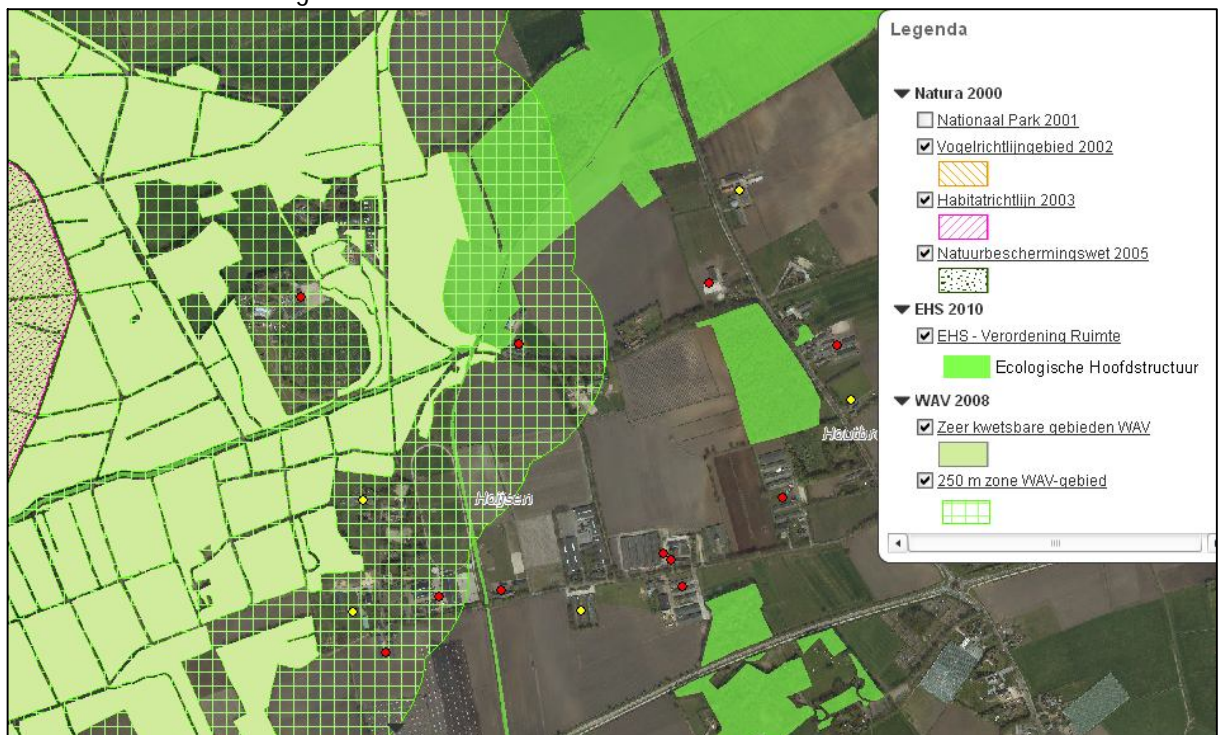 Legenda
Natura 2000
Nationaal Park 2001
Vogelrichtlijngebied 2002
Habitatrichtlijn 2003
Natuurbeschermingswet 2005
EHS 2010
EHS - Verordening Ruimte
Ecologische Hoofdstructuur
WAV 2008
Zeer kwetsbare gebieden WAV
250 m zone WAV-gebied